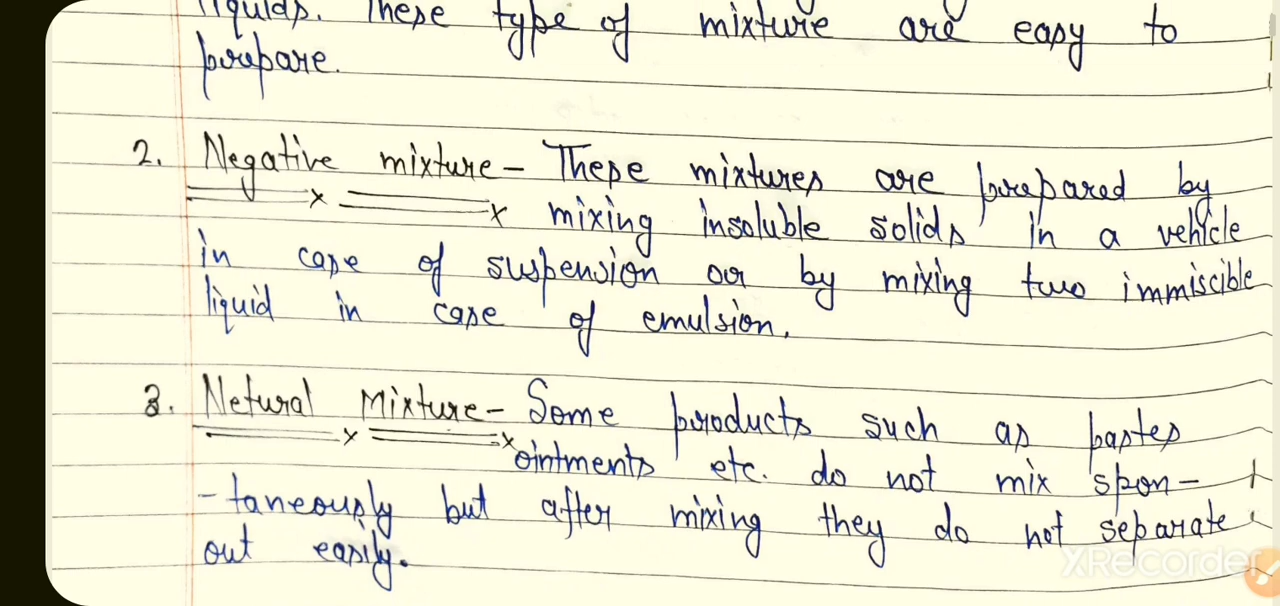 liquids. These type of mixture are easy to
prepare.
2. Negative mixture - These mixtures are prepared by
mixing insoluble solids in a vehicle
in case of suspension or by mixing two immiscible
liquid in case of emulsion.
3. Netural Mixture - Some products such as pastes
ointments etc. do not mix spon-
-taneously but after mixing they do not separate
out easily.
XRecorder